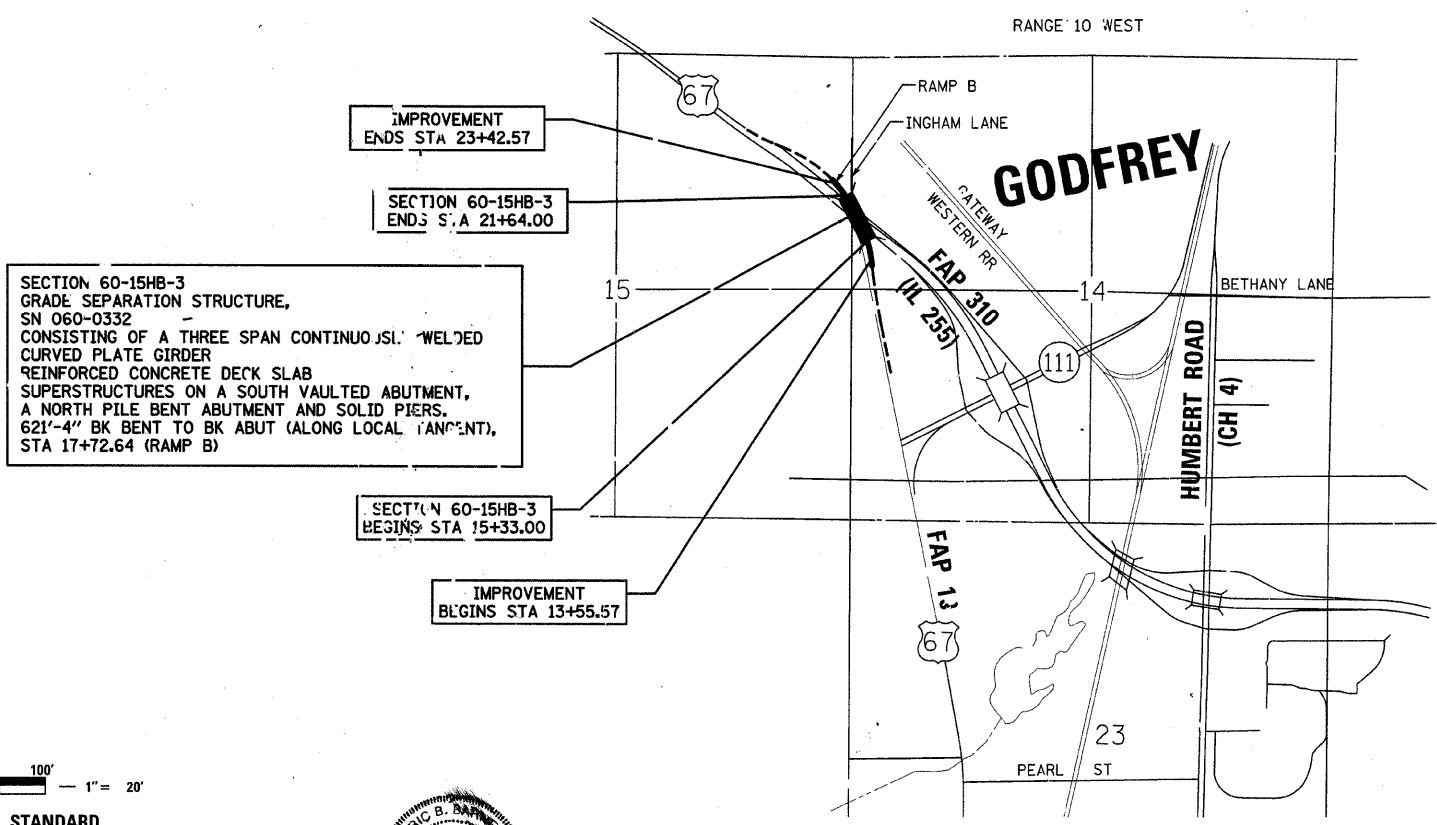 RANGE 10 WEST
67
RAMP B
INGHAM LANE
IMPROVEMENT
ENDS STA 23+42.57
GODFREY
SECTION 60-15HB-3
ENDS STA 21+64.00
GATEWAY
WESTERN RR
SECTION 60-15HB-3
GRADE SEPARATION STRUCTURE,
SN 060-0332
CONSISTING OF A THREE SPAN WELDED
CURVED PLATE GIRDER
REINFORCED CONCRETE DECK SLAB
SUPERSTRUCTURES ON A SOUTH VAULTED ABUTMENT,
A NORTH PILE BENT ABUTMENT AND SOLID PIERS.
621'-4" BK BENT TO BK ABUT (ALONG LOCAL TANGENT),
STA 17+72.64 (RAMP B)
15
FAP 310
(IL 255)
14
BETHANY LANE
111
HUMBERT ROAD
(CH 4)
SECTION 60-15HB-3
BEGINS STA 15+33.00
FAP 13
IMPROVEMENT
BEGINS STA 13+55.57
67
23
PEARL ST
100'
1"= 20'
STANDARD
RIC B.